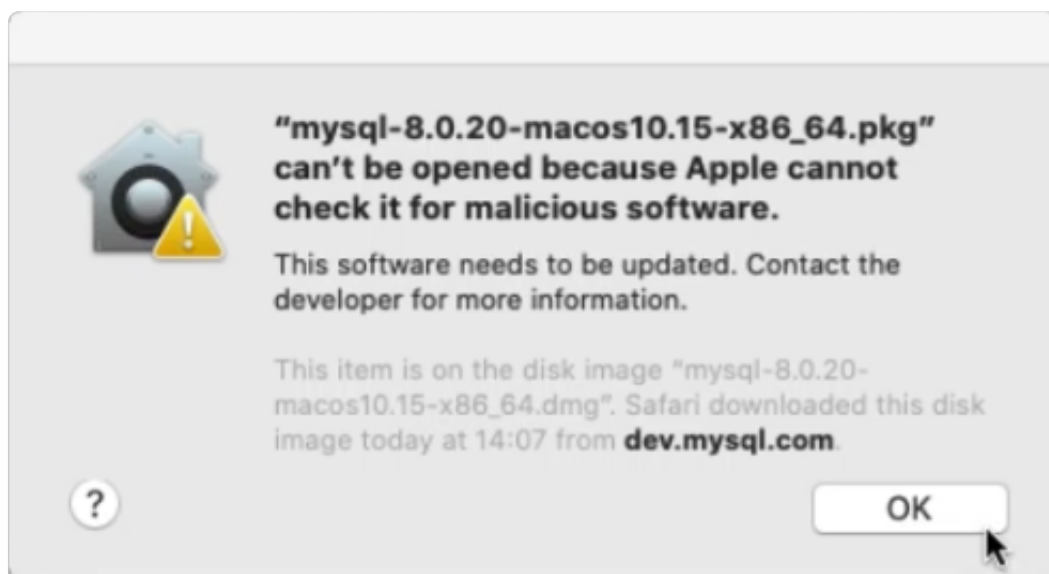 “mysql-8.0.20-macos10.15-x86_64.pkg”
can’t be opened because Apple cannot
check it for malicious software.
This software needs to be updated. Contact the
developer for more information.
This item is on the disk image “mysql-8.0.20-
macos10.15-x86_64.dmg”. Safari downloaded this disk
image today at 14:07 from dev.mysql.com.
?
OK